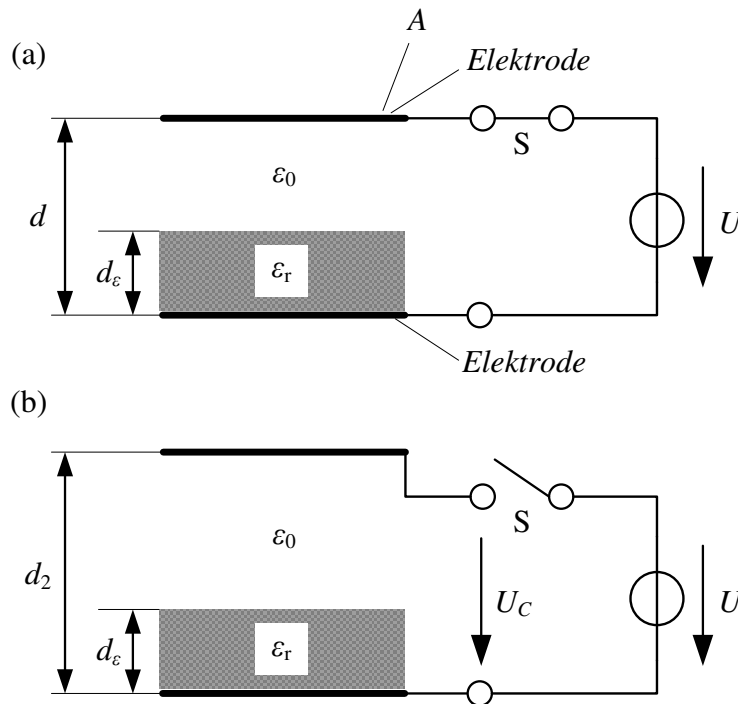 A
(a)
Elektrode
S
ε0
d
U
dε
εr
Elektrode
(b)
S
ε0
d2
UC
U
dε
εr